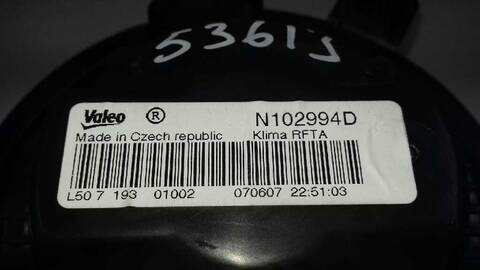 5361J
Valeo ® N102994D
Made in Czech republic Klima RFTA
L50 7 193 01002 070607 22:51:03